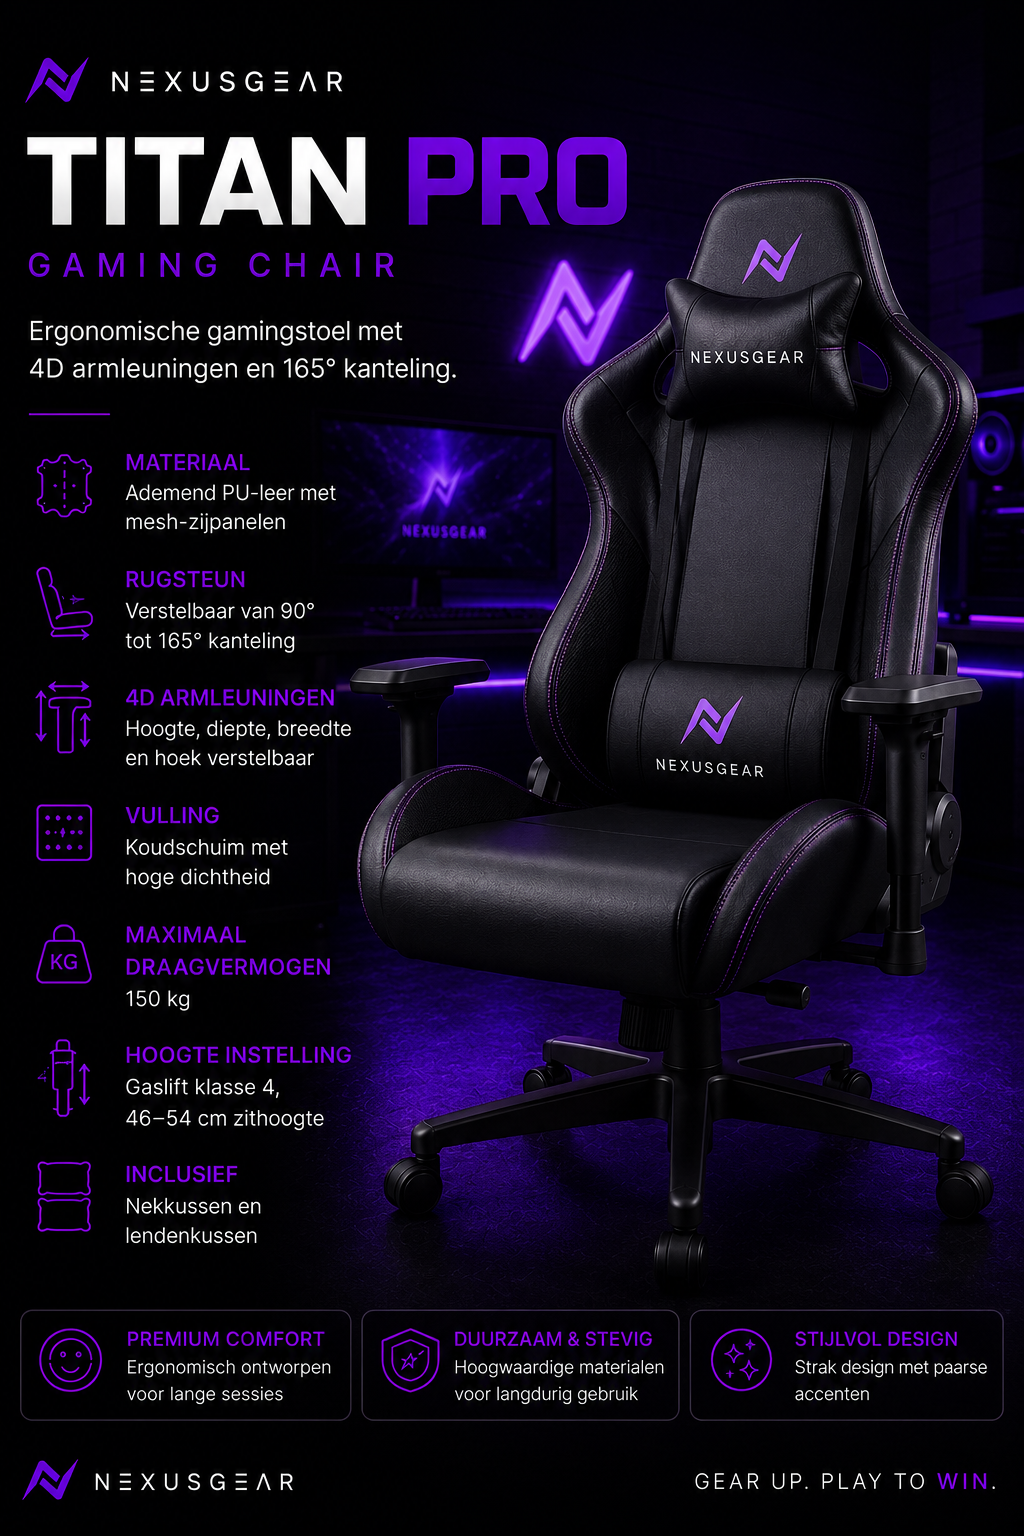 NEXUSGEAR
TITAN PRO
GAMING CHAIR
Ergonomische gamingstoel met
4D armleuningen en 165° kanteling.
NEXUSGEAR
NEXUSGEAR
NEXUSGEAR
MATERIAAL
Ademend PU-leer met
mesh-zijpanelen
RUGSTEUN
Verstelbaar van 90°
tot 165° kanteling
4D ARMLEUNINGEN
Hoogte, diepte, breedte
en hoek verstelbaar
VULLING
Koudschuim met
hoge dichtheid
KG
MAXIMAAL
DRAAGVERMOGEN
150 kg
HOOGTE INSTELLING
Gaslift klasse 4,
46–54 cm zithoogte
INCLUSIEF
Nekkussen en
lendenkussen
PREMIUM COMFORT
Ergonomisch ontworpen
voor lange sessies
DUURZAAM & STEVIG
Hoogwaardige materialen
voor langdurig gebruik
STIJLVOL DESIGN
Strak design met paarse
accenten
NEXUSGEAR
GEAR UP. PLAY TO WIN.